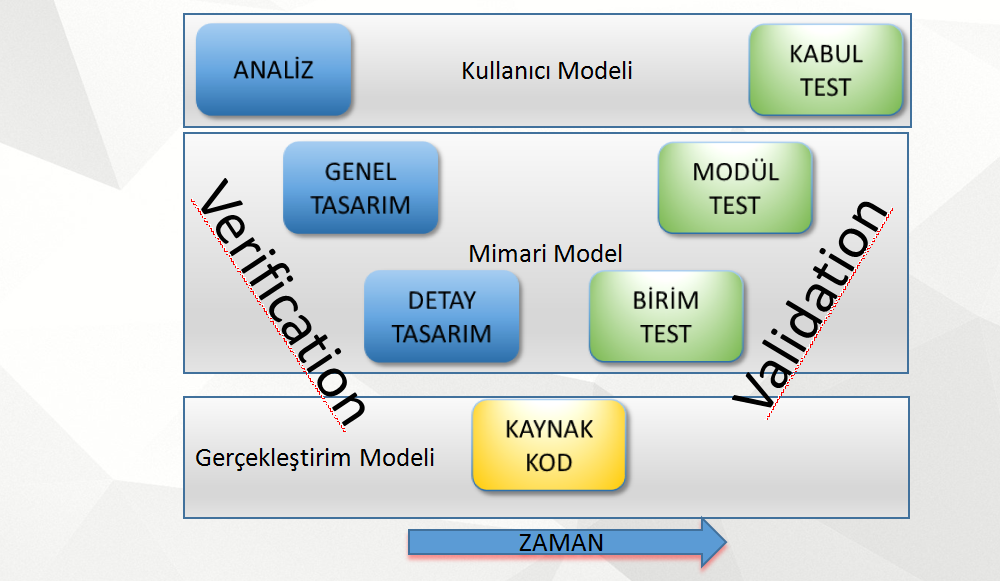 ANALİZ
Kullanıcı Modeli
KABUL
TEST
GENEL
TASARIM
MODÜL
TEST
Verification
Mimari Model
Validation
DETAY
TASARIM
BİRİM
TEST
Gerçekleştirim Modeli
KAYNAK
KOD
ZAMAN